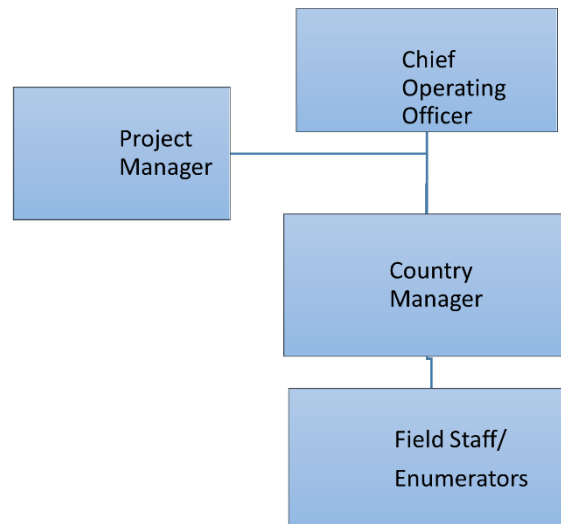 Chief
Operating
Officer
Project
Manager
Country
Manager
Field Staff/
Enumerators